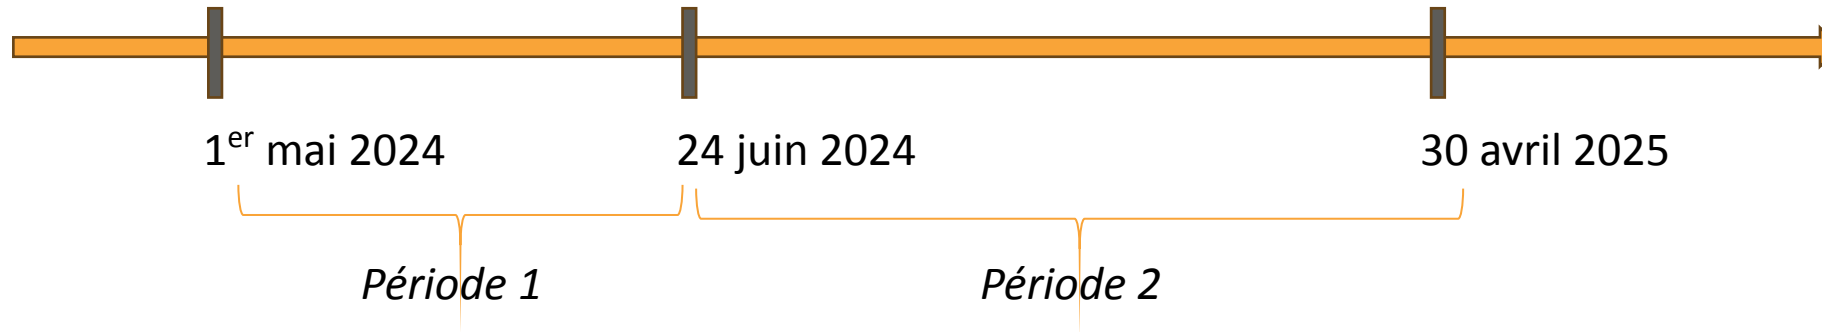 1er mai 2024 24 juin 2024 30 avril 2025
Période 1 Période 2